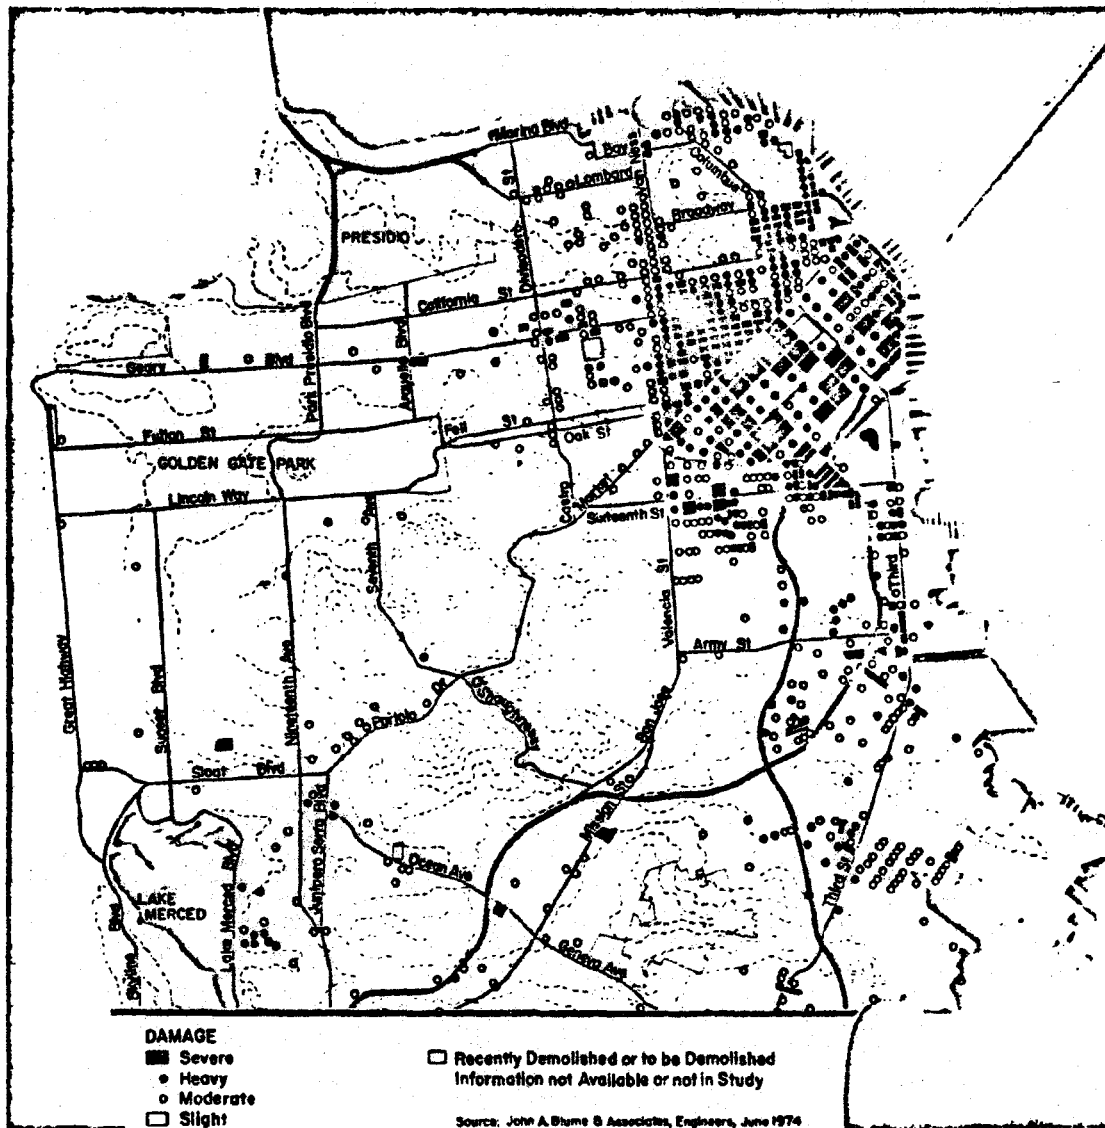 Marina Blvd
Bay
Van Ness
Columbus
Lombard
St
Divisadero
Broadway
PRESIDIO
California St
Park Presidio Blvd
Arguello Blvd
Geary Blvd
Fulton St
Fell St
Oak St
GOLDEN GATE PARK
Lincoln Way
Castro
Market
Sixteenth St
Seventh Ave
Third
Valencia St
Army St
Great Highway
Sunset Blvd
Nineteenth Ave
Portola Dr
O'Shaughnessy
San Jose
Sloat Blvd
Mission St
Junipero Serra Blvd
Ocean Ave
Third St
LAKE
MERCED
Lake Merced Blvd
Skyline Blvd
Geneva Ave
DAMAGE
Severe
Heavy
Moderate
Slight
Recently Demolished or to be Demolished
Information not Available or not in Study
Source: John A. Blume & Associates, Engineers, June 1974